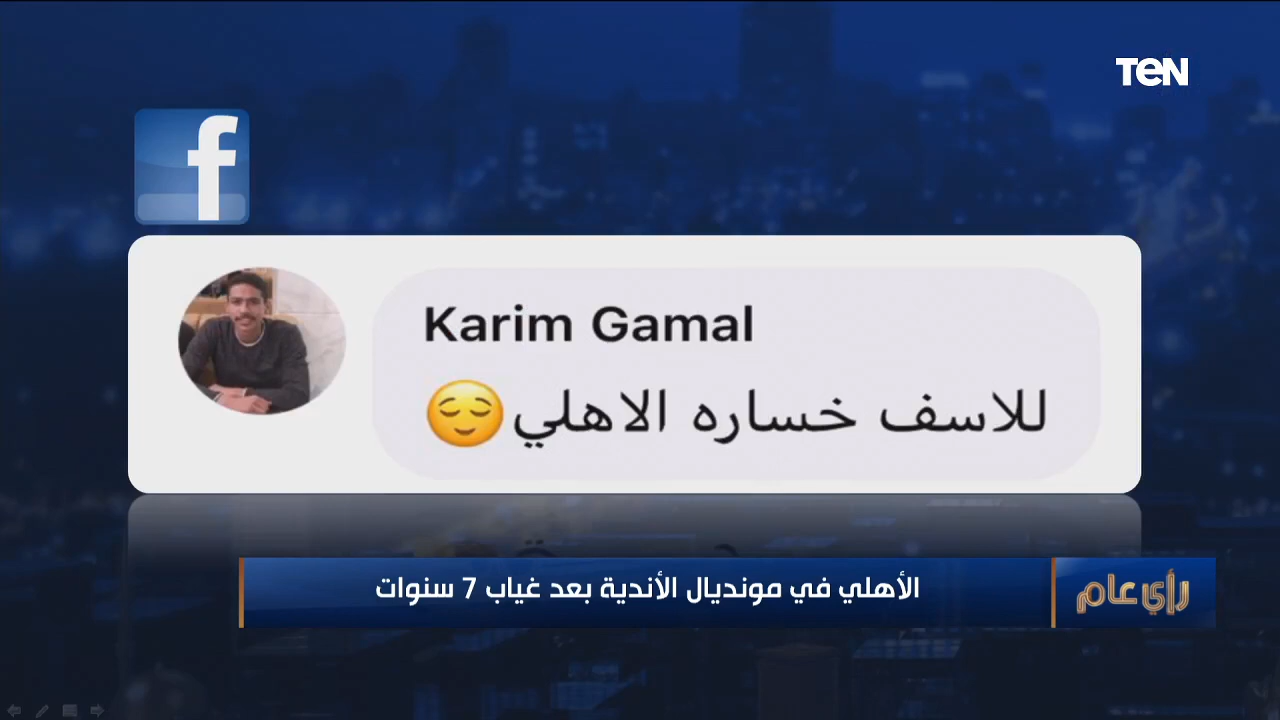 TeN
f
Karim Gamal
للاسف خساره الاهلي😌
الأهلي في مونديال الأندية بعد غياب 7 سنوات
رأي عام